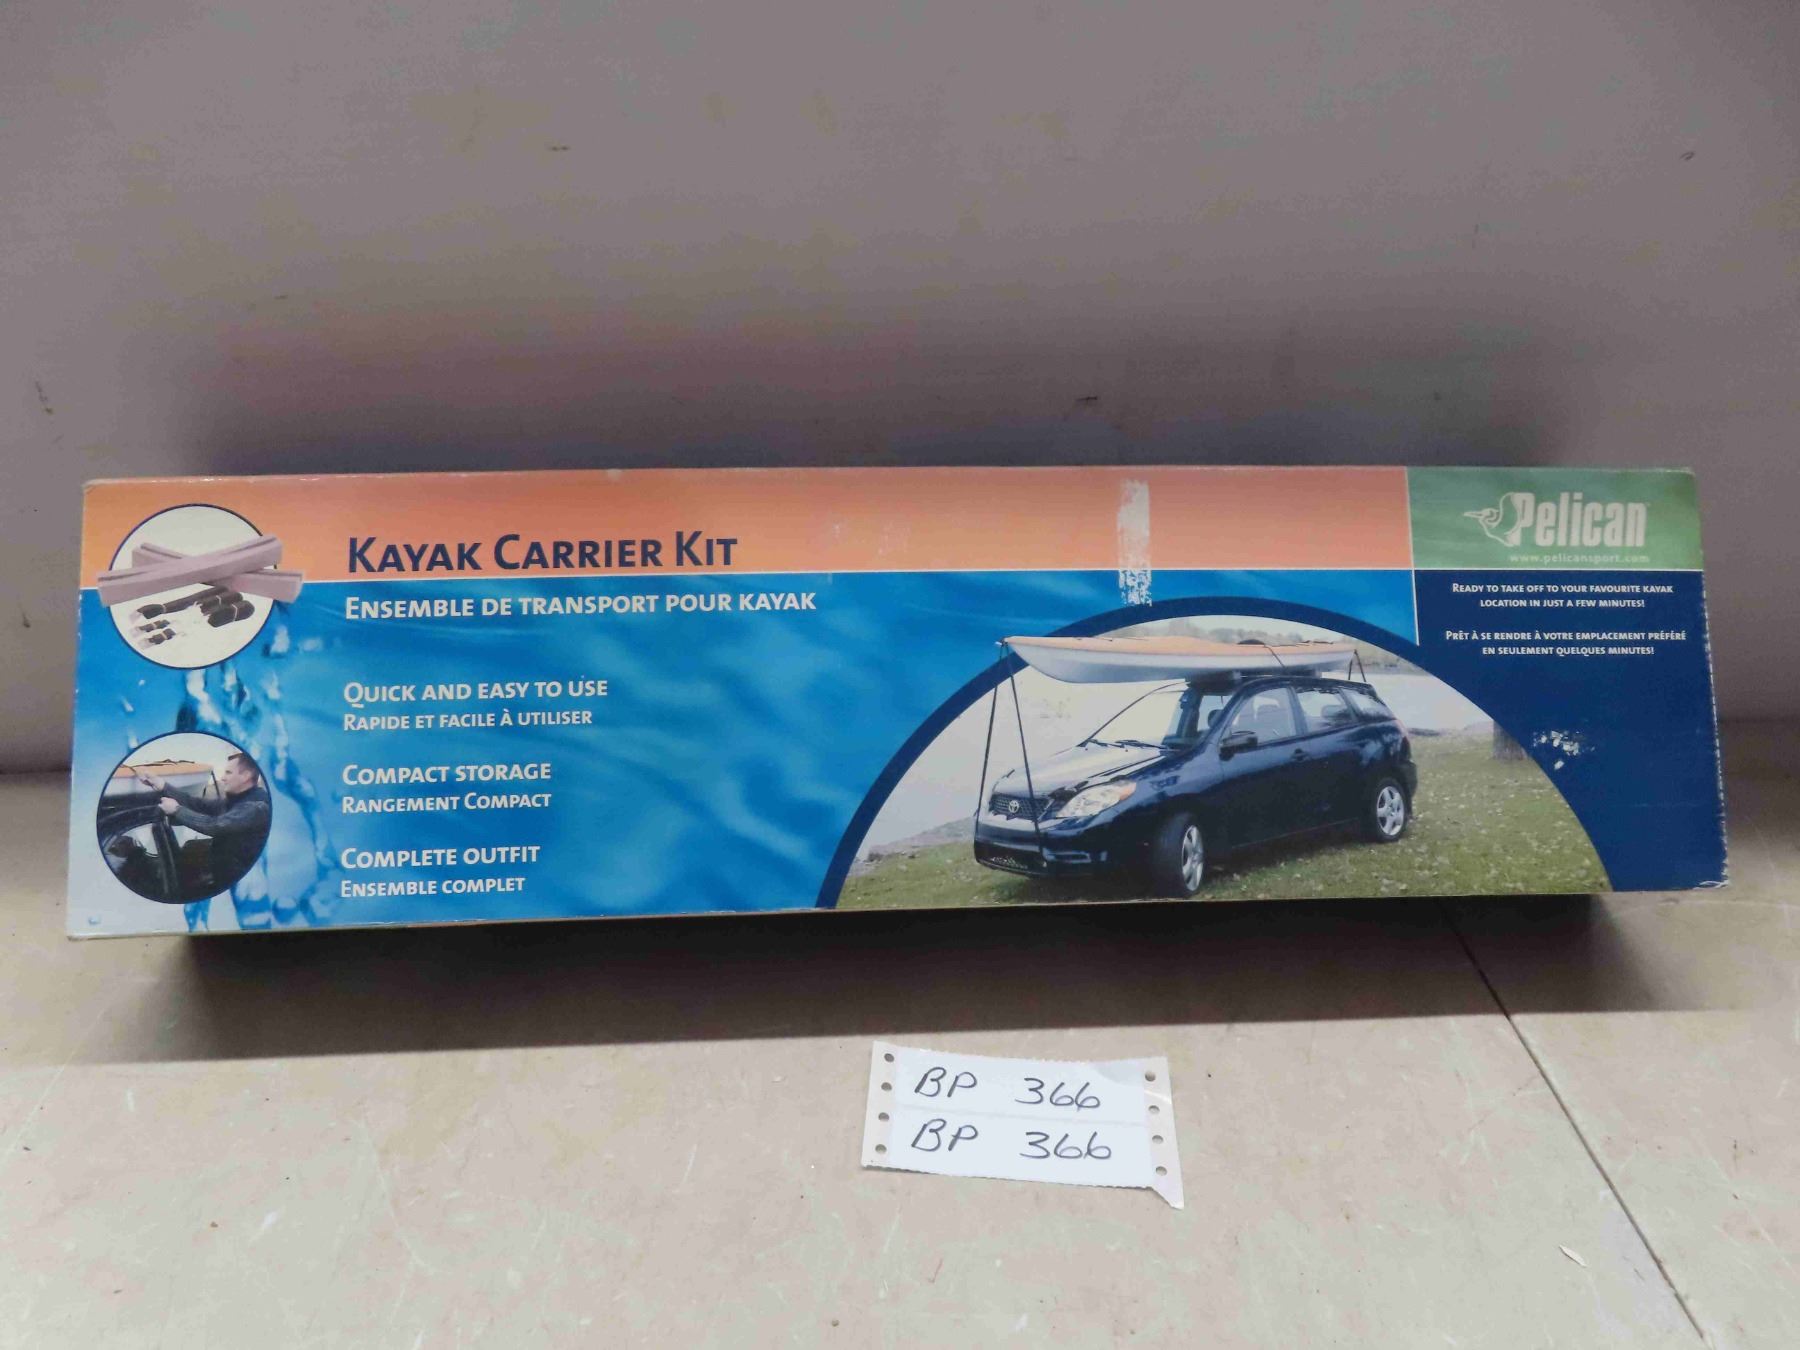 KAYAK CARRIER KIT
ENSEMBLE DE TRANSPORT POUR KAYAK
QUICK AND EASY TO USE
RAPIDE ET FACILE À UTILISER
COMPACT STORAGE
RANGEMENT COMPACT
COMPLETE OUTFIT
ENSEMBLE COMPLET
Pelican
www.pelicansport.com
READY TO TAKE OFF TO YOUR FAVOURITE KAYAK
LOCATION IN JUST A FEW MINUTES!
PRÊT À SE RENDRE À VOTRE EMPLACEMENT PRÉFÉRÉ
EN SEULEMENT QUELQUES MINUTES!
BP 366
BP 366